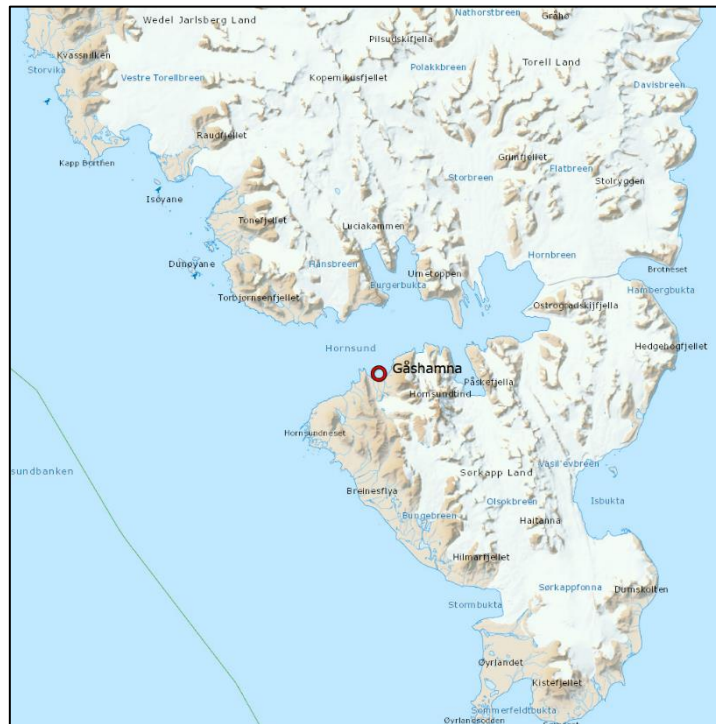 Nathorstbreen
Gråhø
Wedel Jarlsberg Land
Pilsudskifjella
Kvassnilken
Torell Land
Storvika
Vestre Torellbreen
Kopernikusfjellet
Polakkbreen
Davisbreen
Raudfjellet
Kapp Borthen
Grimfjellet
Flatbreen
Storbreen
Stolryggen
Isøyane
Tonefjellet
Luciakammen
Dunøyane
Hansbreen
Hornbreen
Urnetoppen
Brotneset
Burgerbukta
Hambergbukta
Torbjørnsenfjellet
Ostrogradskijfjella
Hornsund
Hedgehogfjellet
Gåshamna
Påskefjella
Hornsundtind
Hornsundneset
Vasil'evbreen
sundbanken
Sørkapp Land
Breinesflya
Olsokbreen
Isbukta
Bungebreen
Haitanna
Hilmarfjellet
Sørkappfonna
Dumskolten
Stormbukta
Øyrlandet
Kistefjellet
Sommerfeldtbukta
Øyrlandsodden